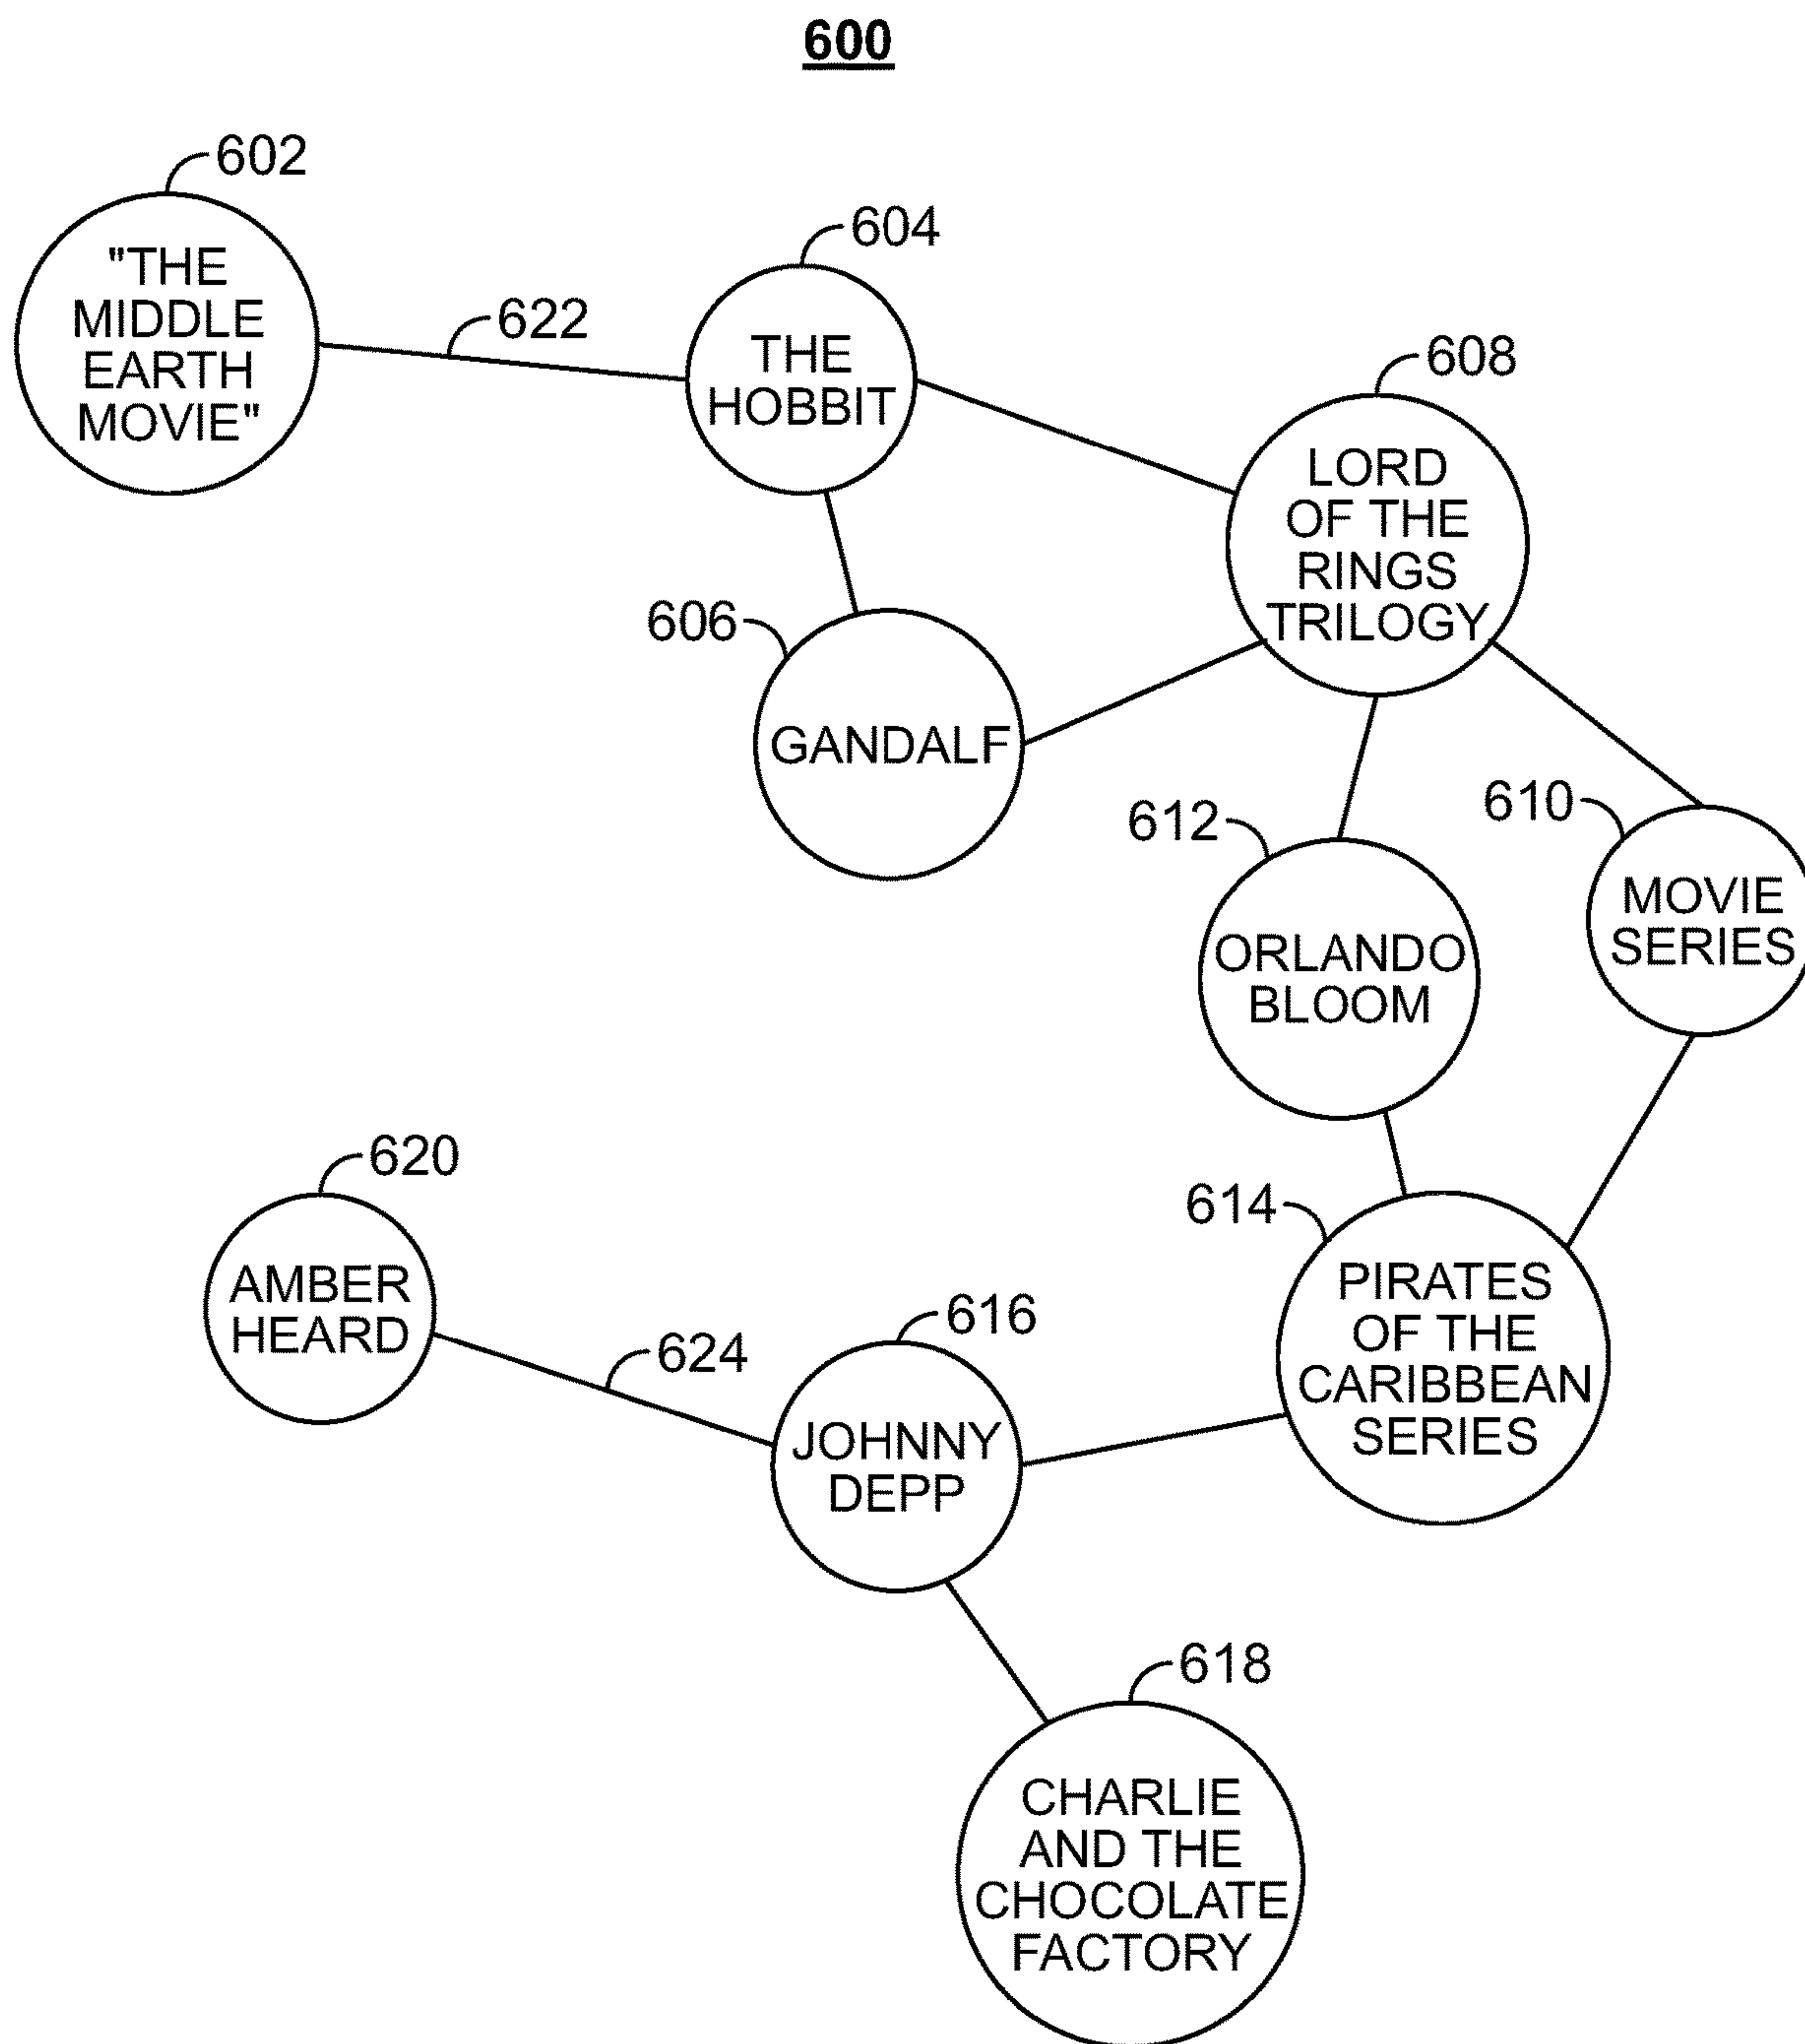 600
602
"THE
MIDDLE
EARTH
MOVIE"
622
604
THE
HOBBIT
608
LORD
OF THE
RINGS
TRILOGY
606
GANDALF
612
ORLANDO
BLOOM
610
MOVIE
SERIES
620
AMBER
HEARD
624
616
JOHNNY
DEPP
614
PIRATES
OF THE
CARIBBEAN
SERIES
618
CHARLIE
AND THE
CHOCOLATE
FACTORY